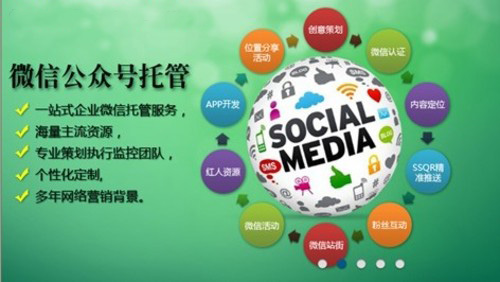 微信公众号托管
一站式企业微信托管服务，
海量主流资源，
专业策划执行监控团队，
个性化定制，
多年网络营销背景。
创意策划
微信认证
内容定位
SSQR精
准推送
粉丝互动
微信站街
微信活动
红人资源
APP开发
位置分享
活动
SOCIAL
MEDIA
SMS
SMS
BLOG